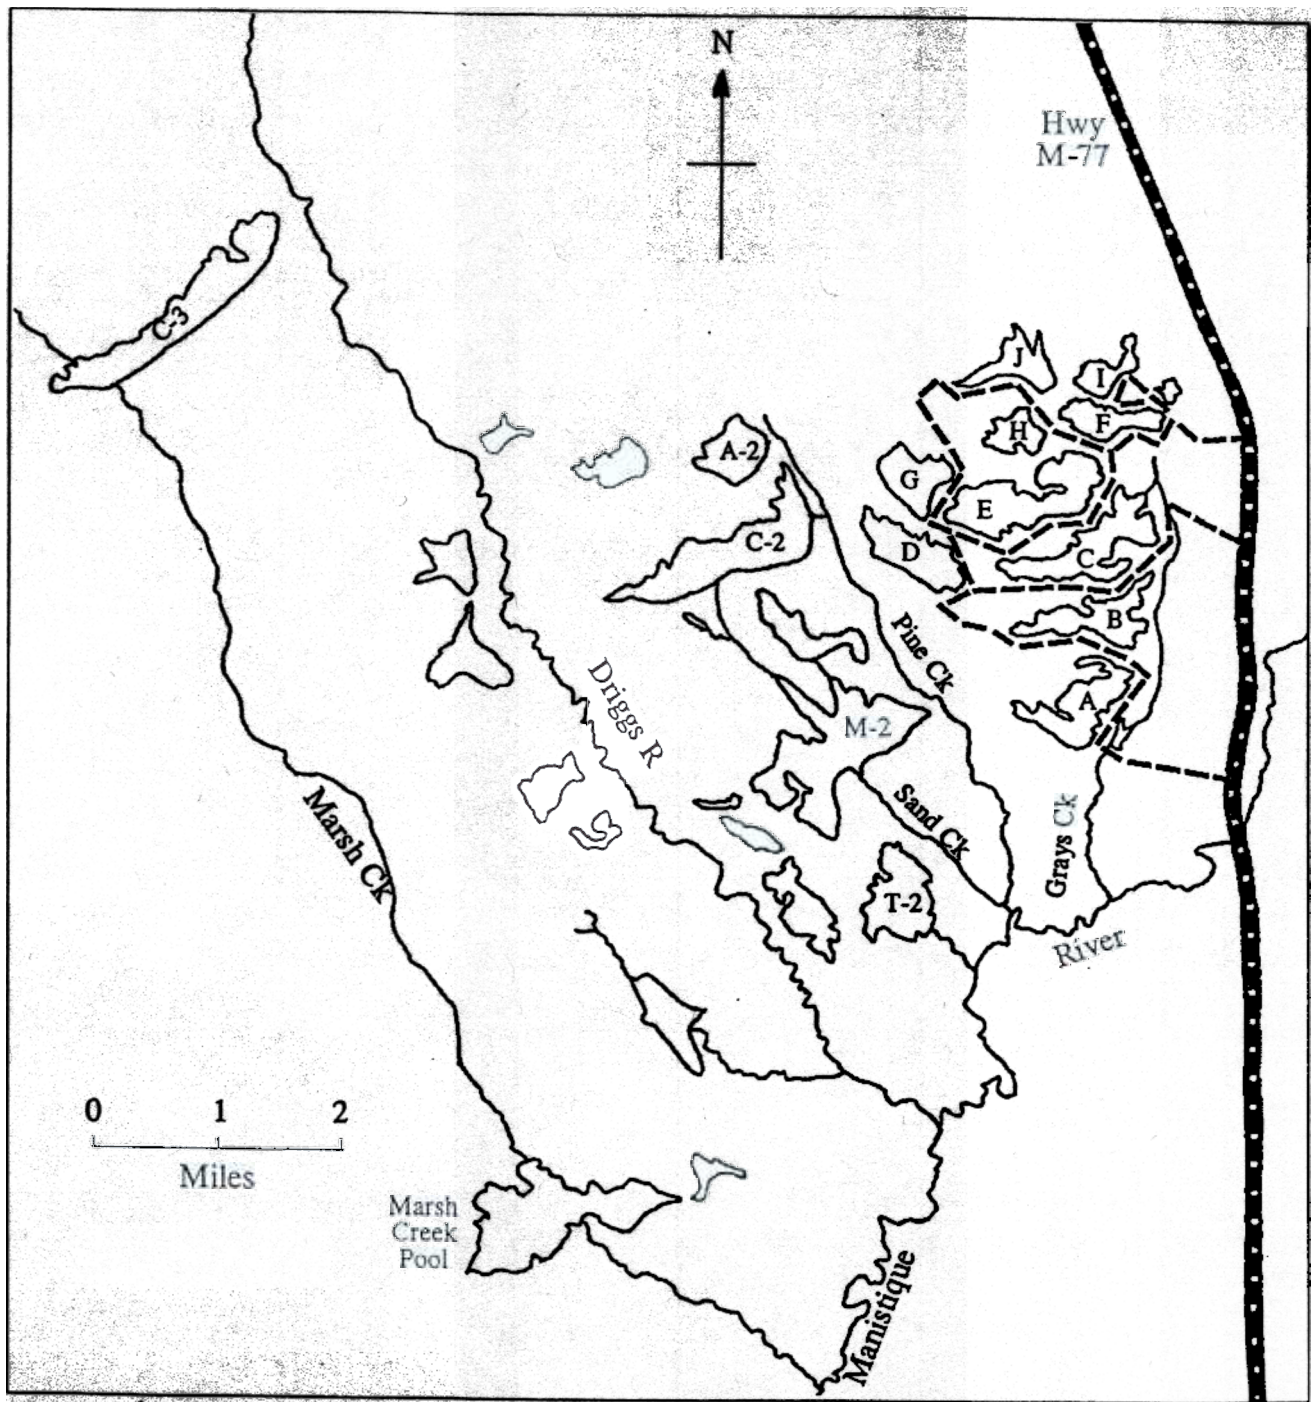 N
Hwy
M-77
C-3
J
I
F
H
A-2
G
E
C-2
D
C
B
Pine Ck
A
Driggs R
M-2
Marsh Ck
Sand Ck
Grays Ck
T-2
River
0 1 2
Miles
Marsh
Creek
Pool
Manistique